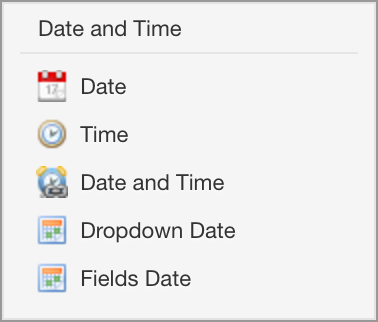 Date and Time
17
Date
Time
Date and Time
Dropdown Date
Fields Date